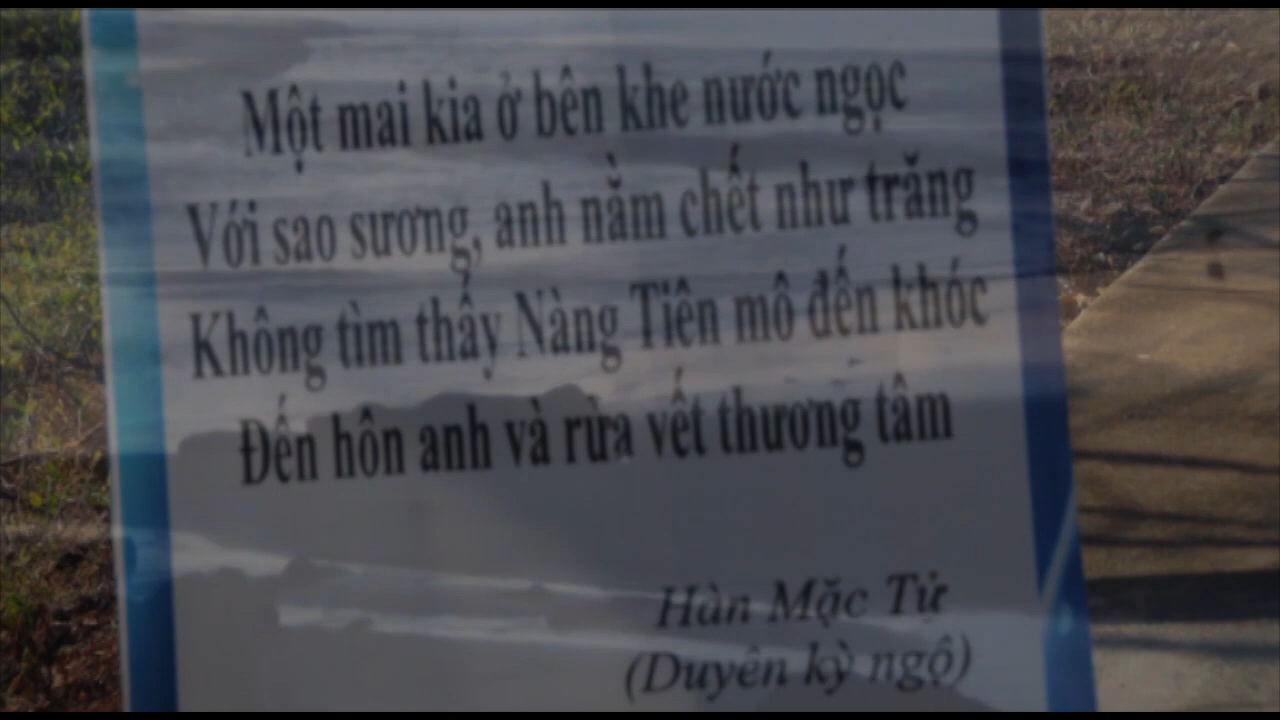 Một mai kia ở bên khe nước ngọc
Với sao sương, anh nằm chết như trăng
Không tìm thấy Nàng Tiên mô đến khóc
Đến hôn anh và rửa vết thương tâm
Hàn Mặc Tử
(Duyên kỳ ngộ)